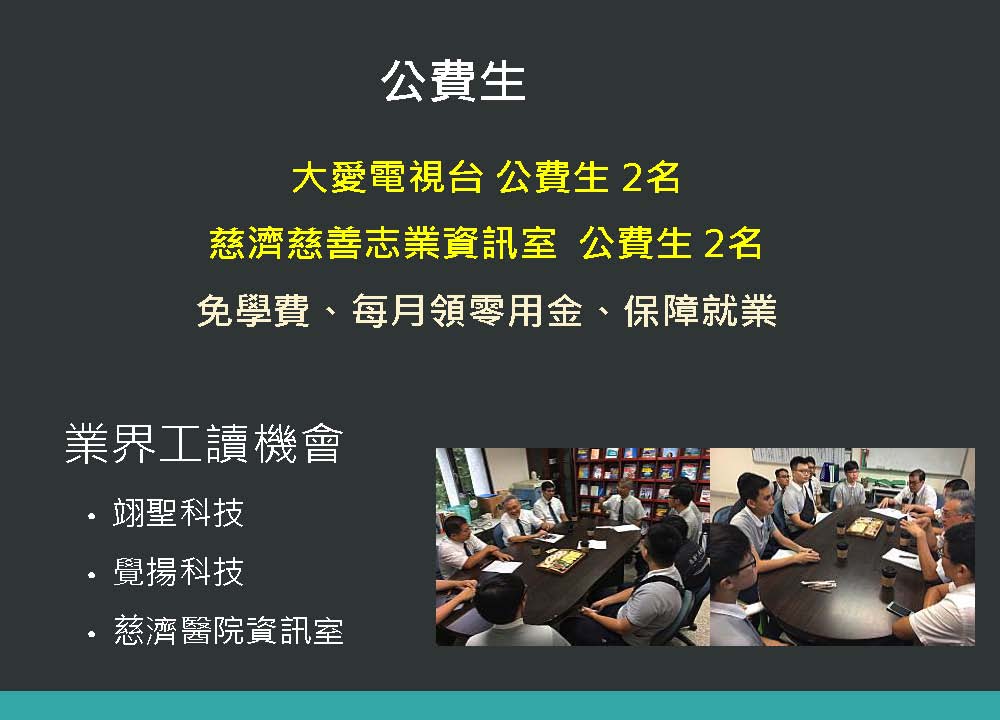 公費生
大愛電視台 公費生 2名
慈濟慈善志業資訊室 公費生 2名
免學費、每月領零用金、保障就業
業界工讀機會
• 翊聖科技
• 覺揚科技
• 慈濟醫院資訊室